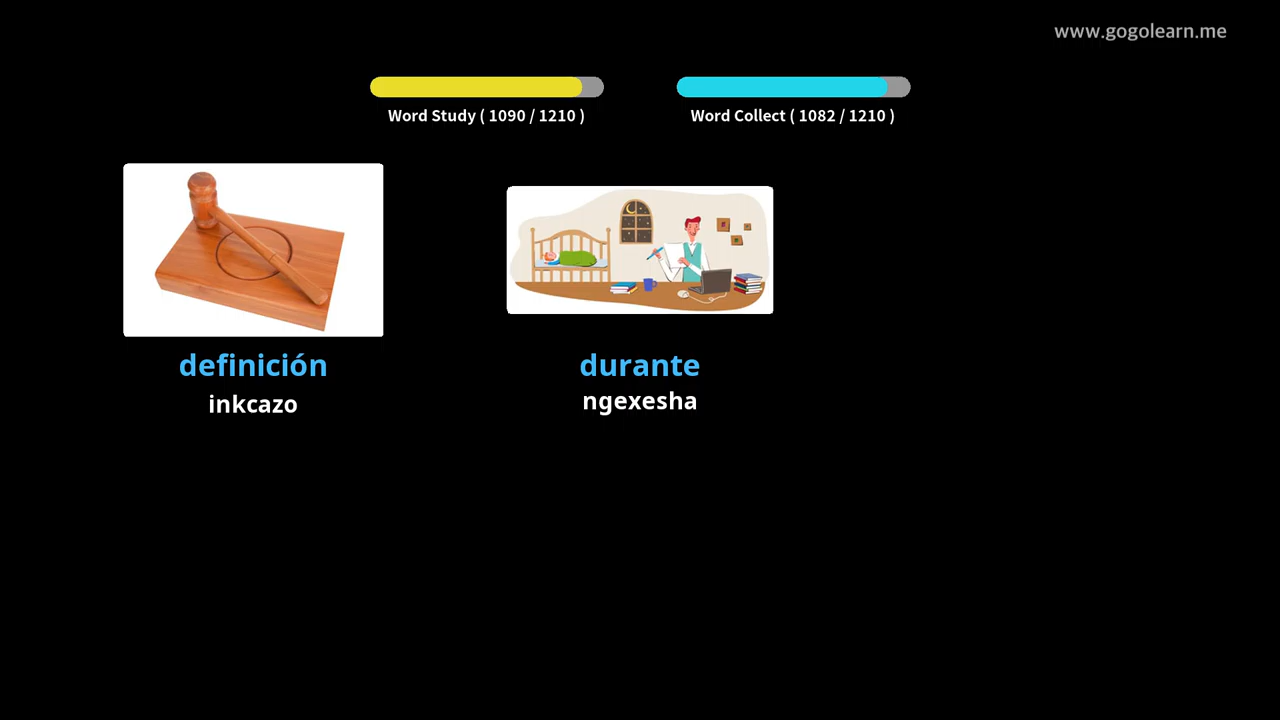 www.gogolearn.me
Word Study ( 1090 / 1210 )
Word Collect ( 1082 / 1210 )
definición
inkcazo
durante
ngexesha